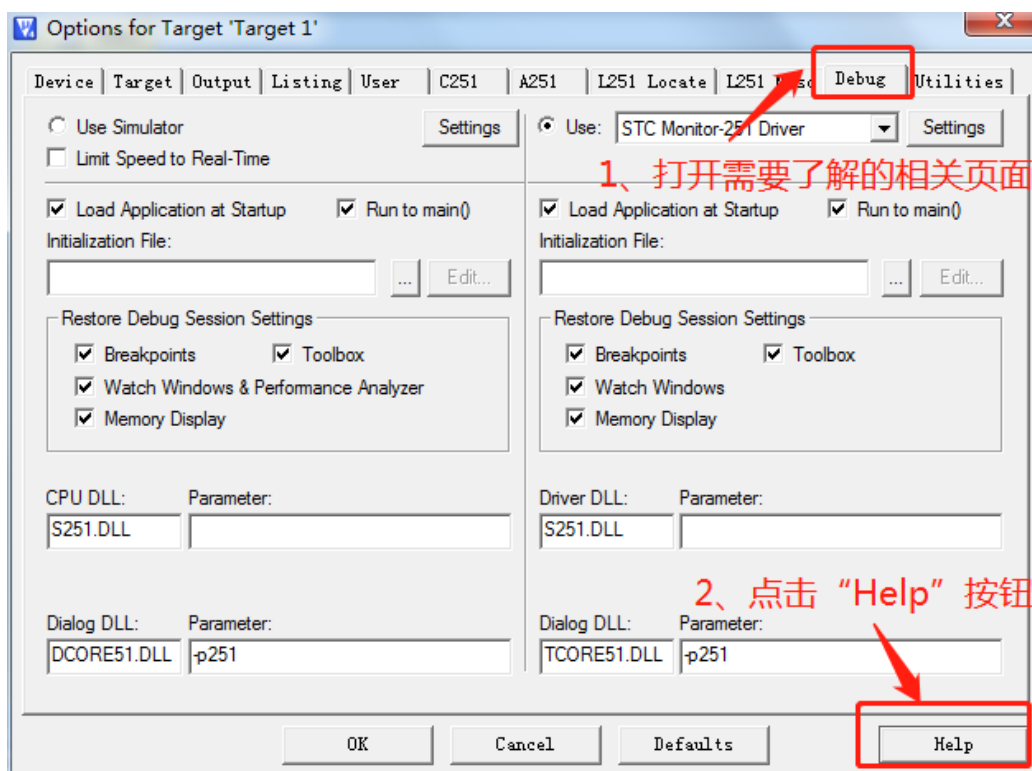 Options for Target 'Target 1'
Device Target Output Listing User C251 A251 L251 Locate L251 Misc Debug Utilities
Use Simulator Settings Use: STC Monitor-251 Driver Settings
Limit Speed to Real-Time
1、打开需要了解的相关页面
Load Application at Startup Run to main() Load Application at Startup Run to main()
Initialization File: Initialization File:
... Edit... ... Edit...
Restore Debug Session Settings Restore Debug Session Settings
Breakpoints Toolbox Breakpoints Toolbox
Watch Windows & Performance Analyzer Watch Windows
Memory Display Memory Display
CPU DLL: Parameter: Driver DLL: Parameter:
S251.DLL S251.DLL
2、点击“Help”按钮
Dialog DLL: Parameter: Dialog DLL: Parameter:
DCORE51.DLL -p251 TCORE51.DLL -p251
OK Cancel Defaults Help